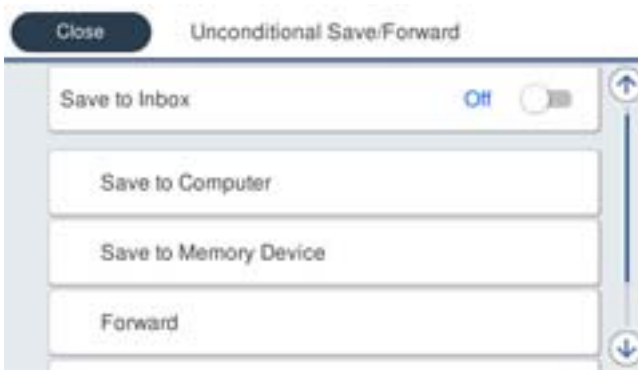 Close Unconditional Save/Forward
Save to Inbox Off
Save to Computer
Save to Memory Device
Forward